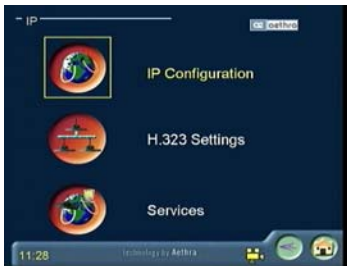 IP
aethra
IP Configuration
H.323 Settings
Services
11:28
technology by Aethra